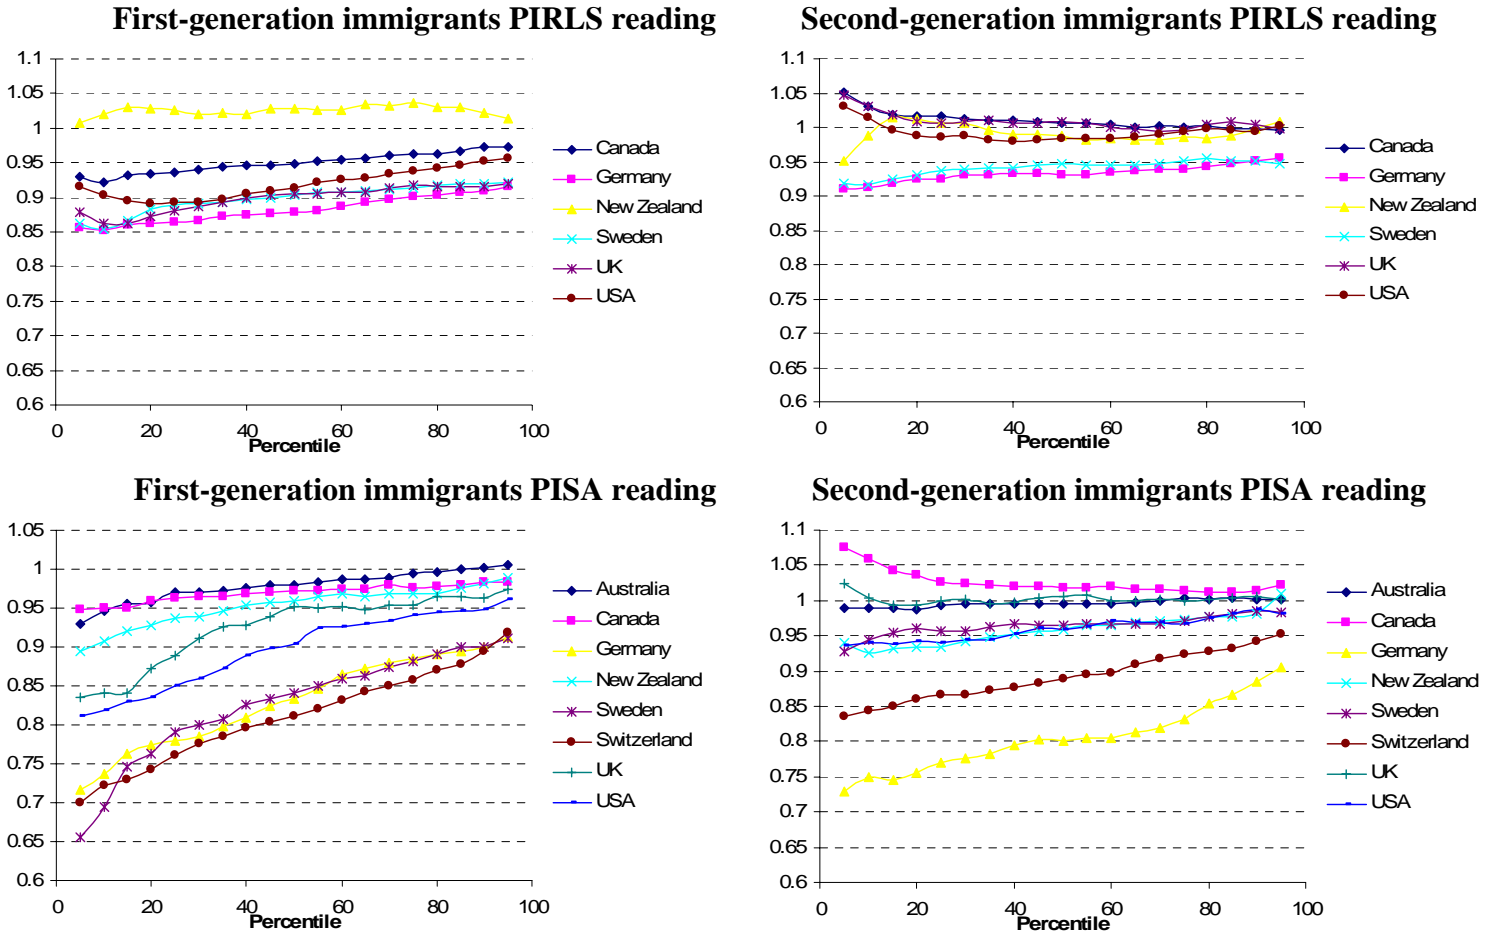 First-generation immigrants PIRLS reading
1.1
1.05
1
0.95
0.9
0.85
0.8
0.75
0.7
0.65
0.6
0 20 40 60 80 100
Percentile
Canada
Germany
New Zealand
Sweden
UK
USA
Second-generation immigrants PIRLS reading
1.1
1.05
1
0.95
0.9
0.85
0.8
0.75
0.7
0.65
0.6
0 20 40 60 80 100
Percentile
Canada
Germany
New Zealand
Sweden
UK
USA
First-generation immigrants PISA reading
1.05
1
0.95
0.9
0.85
0.8
0.75
0.7
0.65
0.6
0 20 40 60 80 100
Percentile
Australia
Canada
Germany
New Zealand
Sweden
Switzerland
UK
USA
Second-generation immigrants PISA reading
1.1
1.05
1
0.95
0.9
0.85
0.8
0.75
0.7
0.65
0.6
0 20 40 60 80 100
Percentile
Australia
Canada
Germany
New Zealand
Sweden
Switzerland
UK
USA